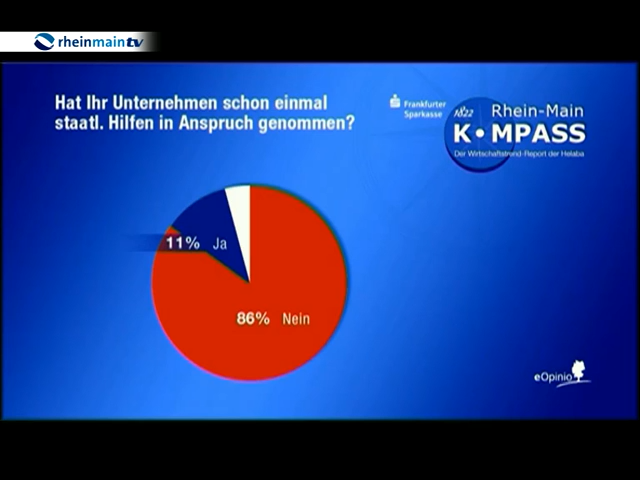 rheinmaintv
Hat Ihr Unternehmen schon einmal
staatl. Hilfen in Anspruch genommen?
Frankfurter
Sparkasse
1822
Rhein-Main
K•MPASS
Der Wirtschaftstrend-Report der Helaba
11% Ja
86% Nein
eOpinio